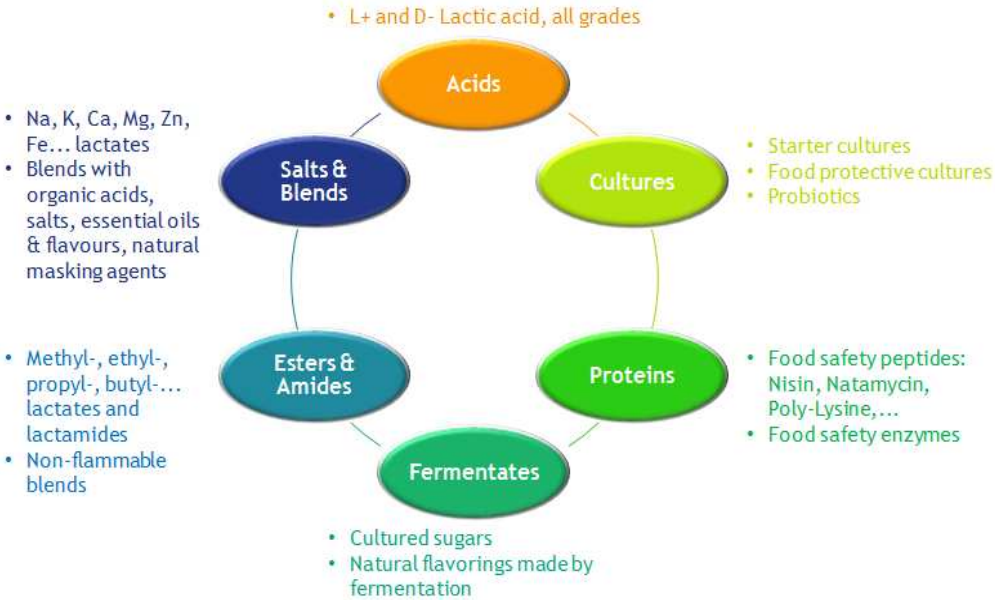 • L+ and D- Lactic acid, all grades
Acids
• Na, K, Ca, Mg, Zn,
Fe... lactates
• Blends with
organic acids,
salts, essential oils
& flavours, natural
masking agents
Salts &
Blends
Cultures
• Starter cultures
• Food protective cultures
• Probiotics
• Methyl-, ethyl-,
propyl-, butyl-...
lactates and
lactamides
• Non-flammable
blends
Esters &
Amides
Proteins
• Food safety peptides:
Nisin, Natamycin,
Poly-Lysine,...
• Food safety enzymes
Fermentates
• Cultured sugars
• Natural flavorings made by
fermentation